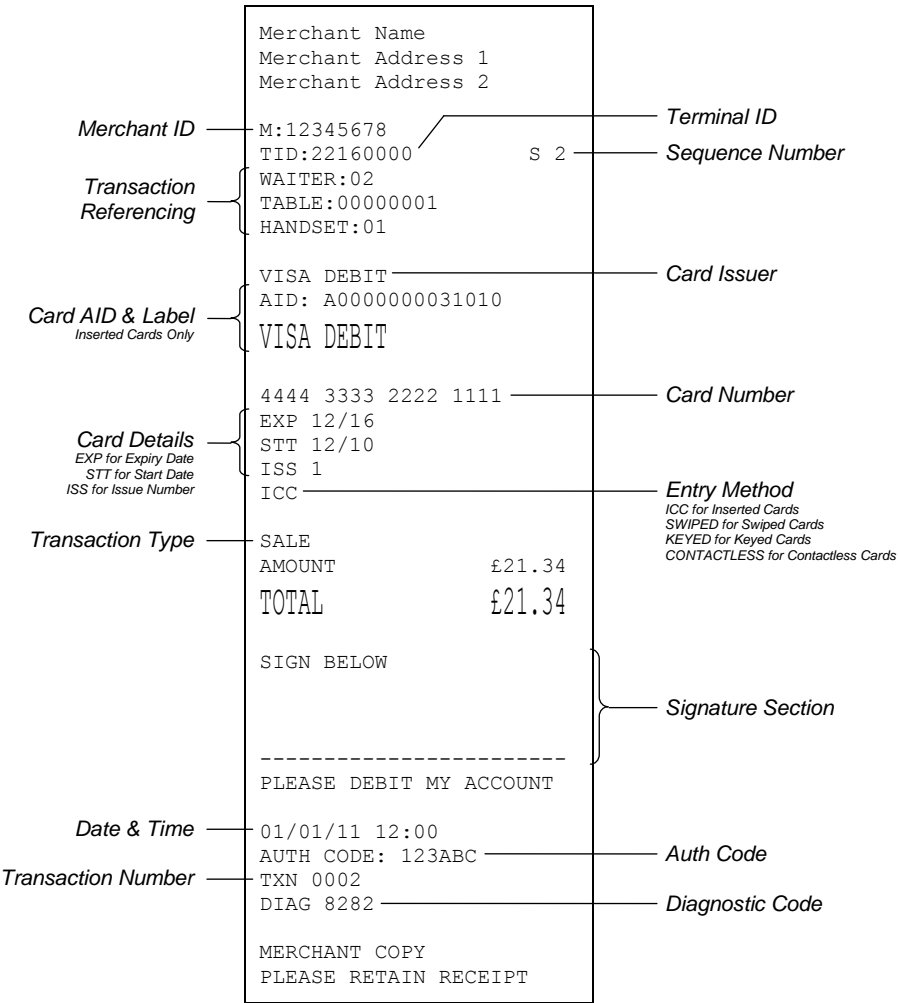 Merchant Name
Merchant Address 1
Merchant Address 2
Merchant ID
M:12345678
Terminal ID
TID:22160000 S 2
Sequence Number
Transaction
Referencing
WAITER:02
TABLE:00000001
HANDSET:01
VISA DEBIT
Card Issuer
Card AID & Label
Inserted Cards Only
AID: A0000000031010
VISA DEBIT
4444 3333 2222 1111
Card Number
Card Details
EXP for Expiry Date
STT for Start Date
ISS for Issue Number
EXP 12/16
STT 12/10
ISS 1
ICC
Entry Method
ICC for Inserted Cards
SWIPED for Swiped Cards
KEYED for Keyed Cards
CONTACTLESS for Contactless Cards
Transaction Type
SALE
AMOUNT £21.34
TOTAL £21.34
SIGN BELOW
Signature Section
------------------------
PLEASE DEBIT MY ACCOUNT
Date & Time
01/01/11 12:00
AUTH CODE: 123ABC
Auth Code
Transaction Number
TXN 0002
DIAG 8282
Diagnostic Code
MERCHANT COPY
PLEASE RETAIN RECEIPT